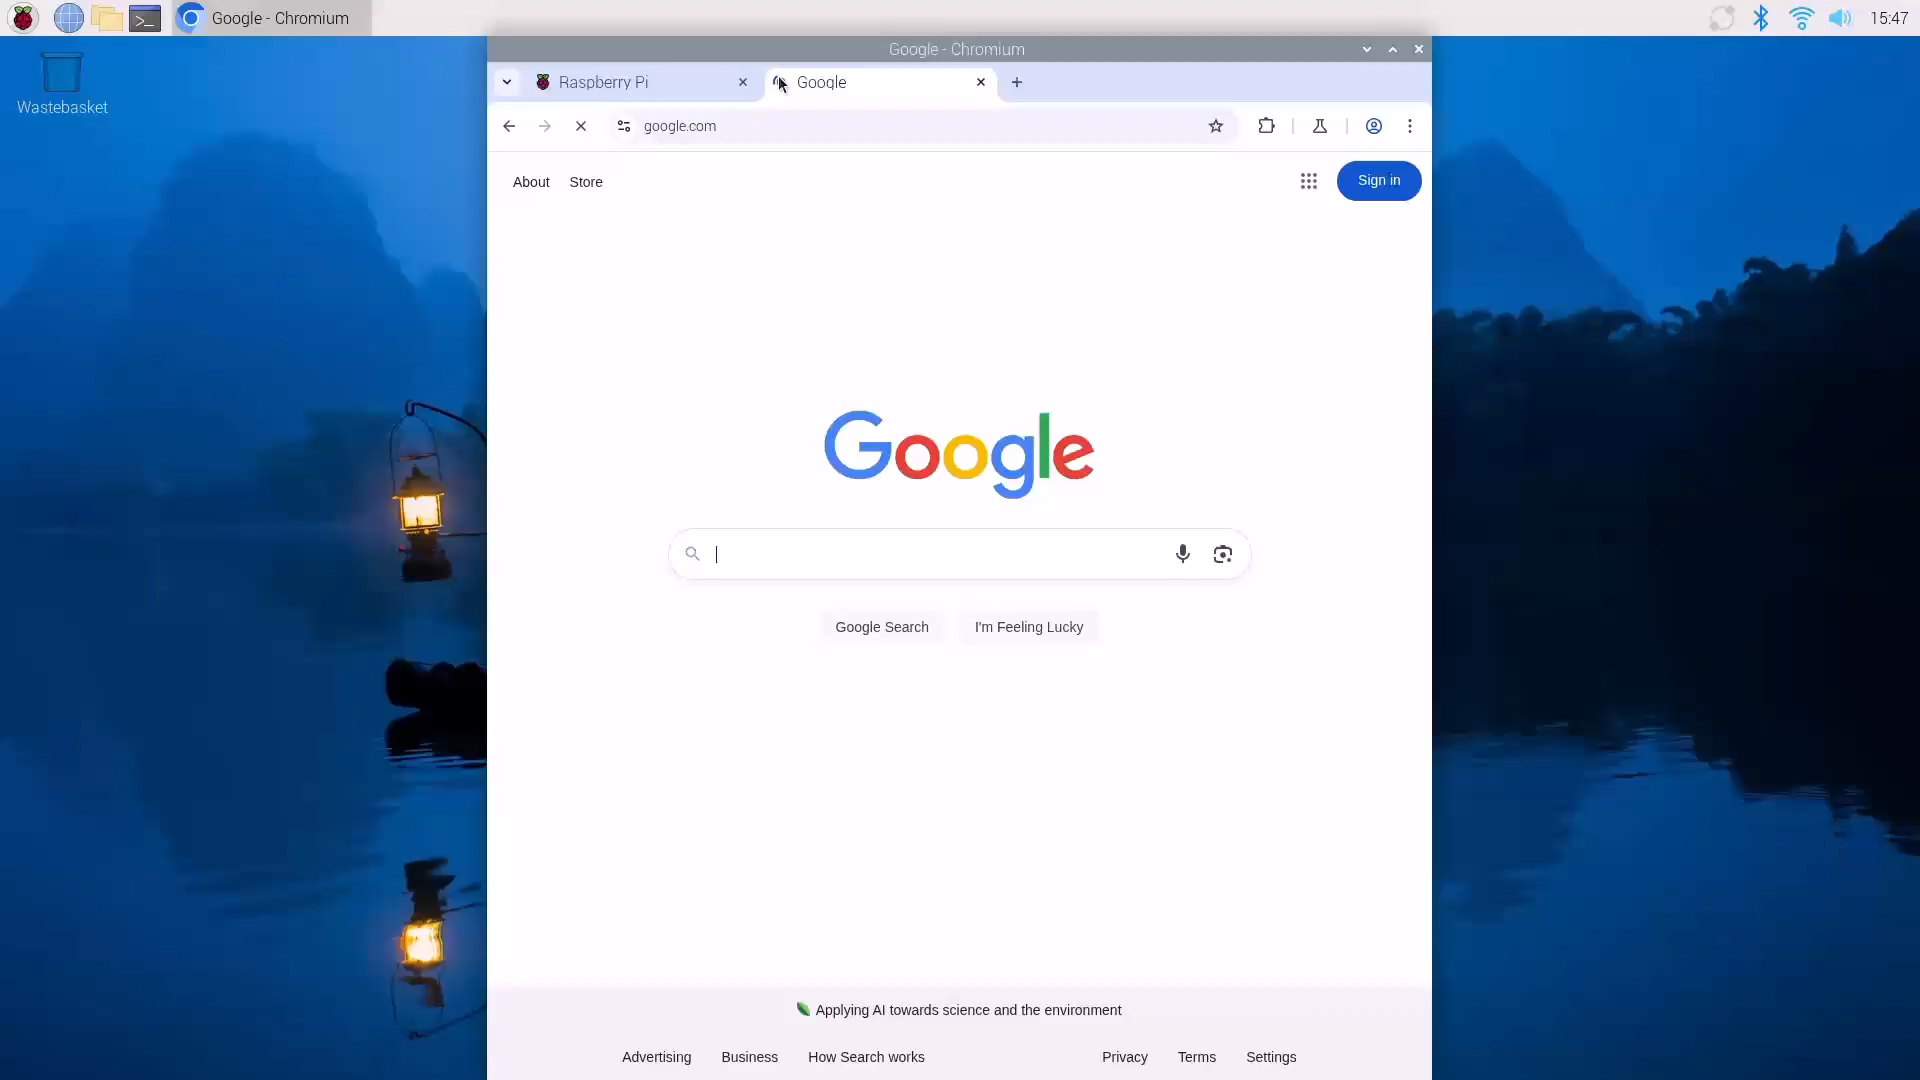 Google - Chromium
15:47
Wastebasket
Google - Chromium
Raspberry Pi
Google
google.com
About
Store
Sign in
Google
Google Search
I'm Feeling Lucky
Applying AI towards science and the environment
Advertising
Business
How Search works
Privacy
Terms
Settings